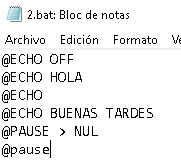 2.bat: Bloc de notas
Archivo Edición Formato Ve
@ECHO OFF
@ECHO HOLA
@ECHO
@ECHO BUENAS TARDES
@PAUSE > NUL
@pause